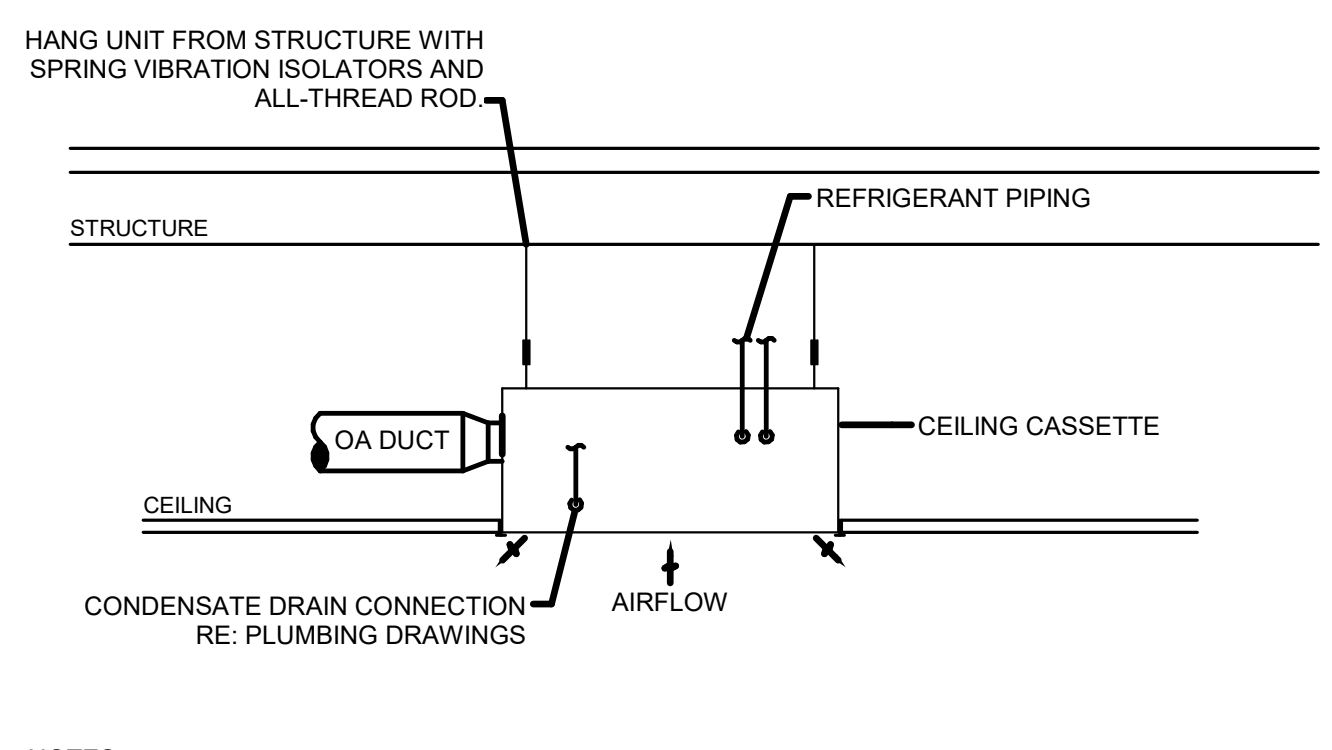 HANG UNIT FROM STRUCTURE WITH
SPRING VIBRATION ISOLATORS AND
ALL-THREAD ROD.
REFRIGERANT PIPING
STRUCTURE
CEILING CASSETTE
OA DUCT
CEILING
AIRFLOW
CONDENSATE DRAIN CONNECTION
RE: PLUMBING DRAWINGS